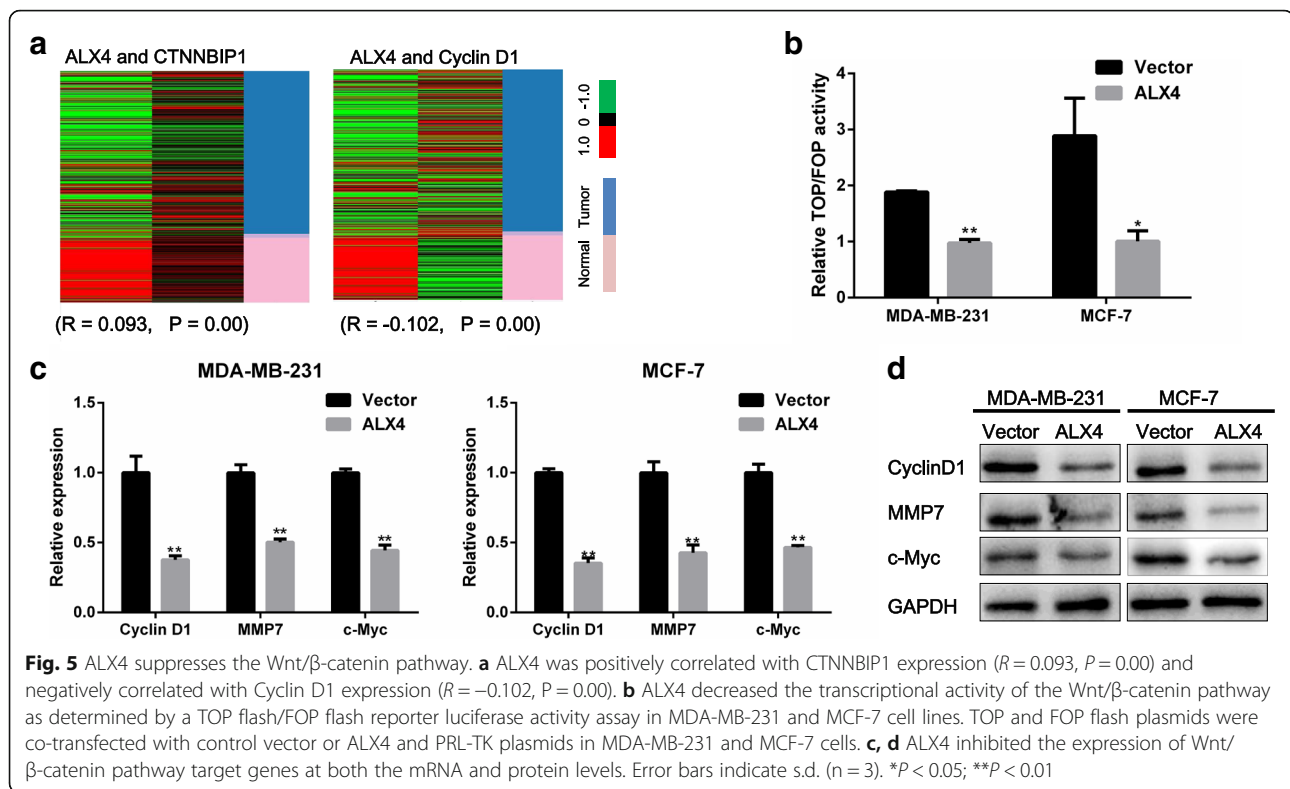 a
ALX4 and CTNNBIP1
ALX4 and Cyclin D1
1.0 0 -1.0
Normal Tumor
(R = 0.093, P = 0.00)
(R = -0.102, P = 0.00)
b
Vector
ALX4
Relative TOP/FOP activity
4
3
2
1
0
**
*
MDA-MB-231
MCF-7
c
MDA-MB-231
Vector
ALX4
Relative expression
1.5
1.0
0.5
0.0
**
**
**
Cyclin D1
MMP7
c-Myc
MCF-7
Vector
ALX4
Relative expression
1.5
1.0
0.5
0.0
**
**
**
Cyclin D1
MMP7
c-Myc
d
MDA-MB-231 MCF-7
Vector ALX4 Vector ALX4
CyclinD1
MMP7
c-Myc
GAPDH
Fig. 5 ALX4 suppresses the Wnt/β-catenin pathway. a ALX4 was positively correlated with CTNNBIP1 expression (R = 0.093, P = 0.00) and
negatively correlated with Cyclin D1 expression (R = −0.102, P = 0.00). b ALX4 decreased the transcriptional activity of the Wnt/β-catenin pathway
as determined by a TOP flash/FOP flash reporter luciferase activity assay in MDA-MB-231 and MCF-7 cell lines. TOP and FOP flash plasmids were
co-transfected with control vector or ALX4 and PRL-TK plasmids in MDA-MB-231 and MCF-7 cells. c, d ALX4 inhibited the expression of Wnt/
β-catenin pathway target genes at both the mRNA and protein levels. Error bars indicate s.d. (n = 3). *P < 0.05; **P < 0.01